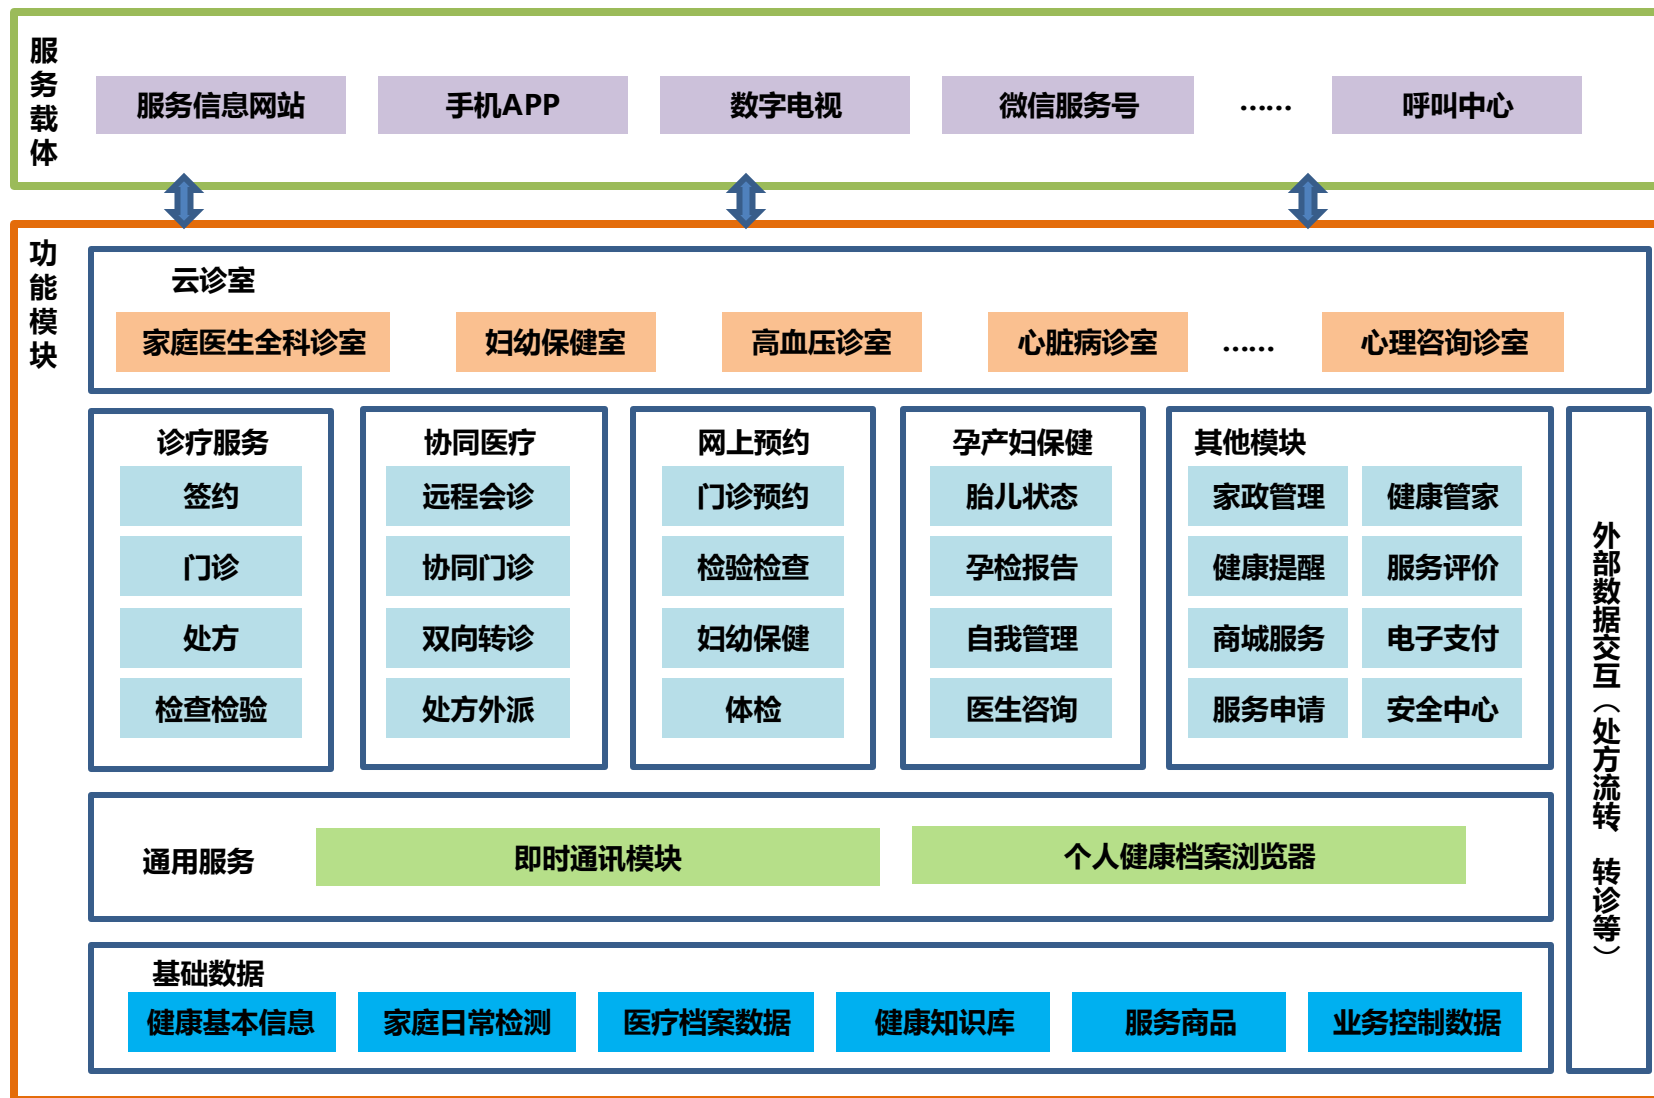 服务载体
服务信息网站
手机APP
数字电视
微信服务号
……
呼叫中心
功能模块
云诊室
家庭医生全科诊室
妇幼保健室
高血压诊室
心脏病诊室
……
心理咨询诊室
诊疗服务
签约
门诊
处方
检查检验
协同医疗
远程会诊
协同门诊
双向转诊
处方外派
网上预约
门诊预约
检验检查
妇幼保健
体检
孕产妇保健
胎儿状态
孕检报告
自我管理
医生咨询
其他模块
家政管理
健康管家
健康提醒
服务评价
商城服务
电子支付
服务申请
安全中心
外部数据交互（处方流转、转诊等）
通用服务
即时通讯模块
个人健康档案浏览器
基础数据
健康基本信息
家庭日常检测
医疗档案数据
健康知识库
服务商品
业务控制数据